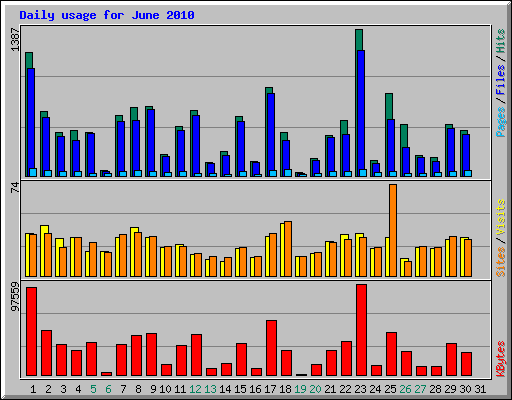 Daily usage for June 2010
1387
Pages / Files / Hits
74
Sites / Visits
97559
KBytes
1 2 3 4 5 6 7 8 9 10 11 12 13 14 15 16 17 18 19 20 21 22 23 24 25 26 27 28 29 30 31